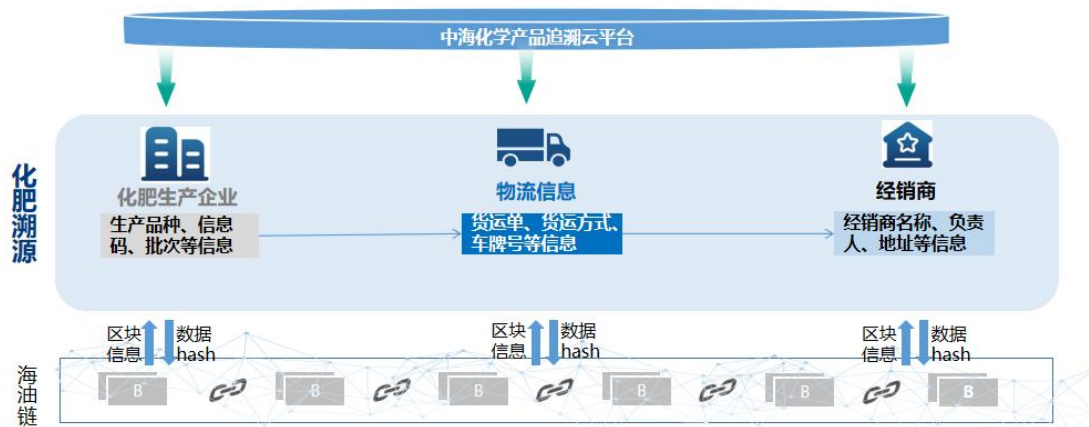 中海化学产品追溯云平台
化肥溯源
化肥生产企业
生产品种、信息
码、批次等信息
物流信息
货运单、货运方式、
车牌号等信息
经销商
经销商名称、负责
人、地址等信息
区块
信息
数据
hash
区块
信息
数据
hash
区块
信息
数据
hash
海油链
B
B
B
B
B
B